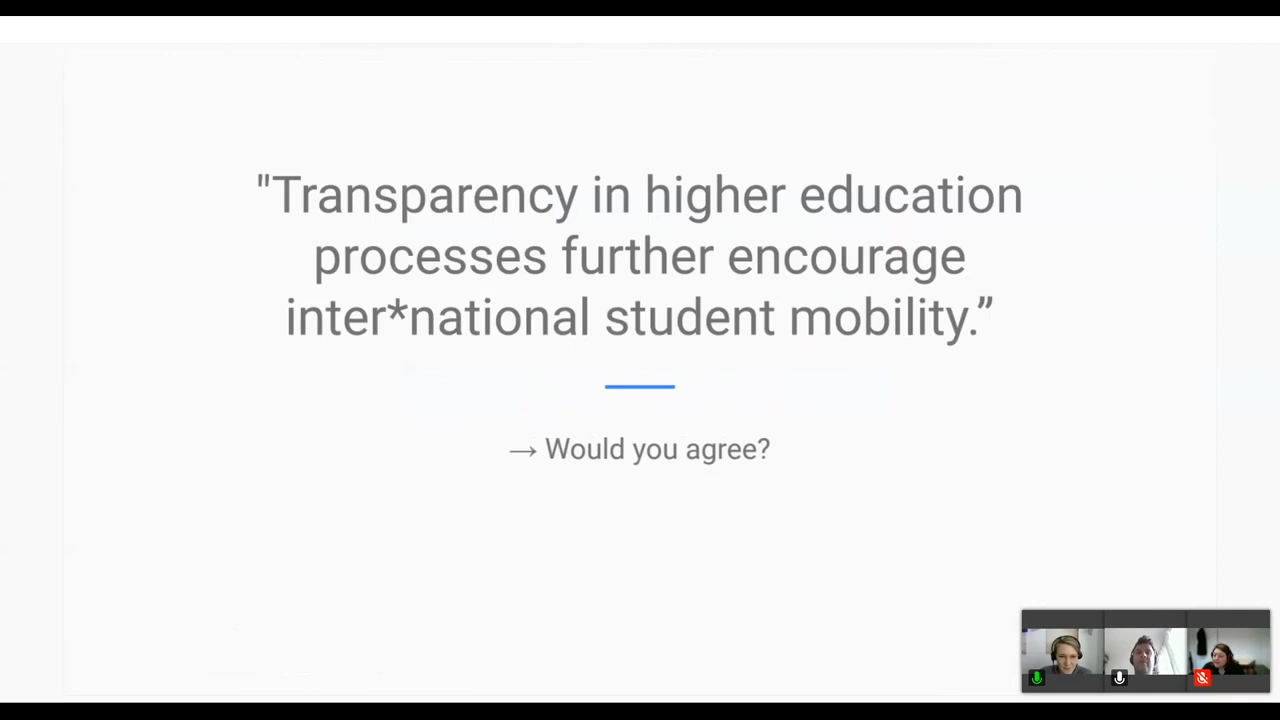 "Transparency in higher education
processes further encourage
inter*national student mobility.”
→ Would you agree?